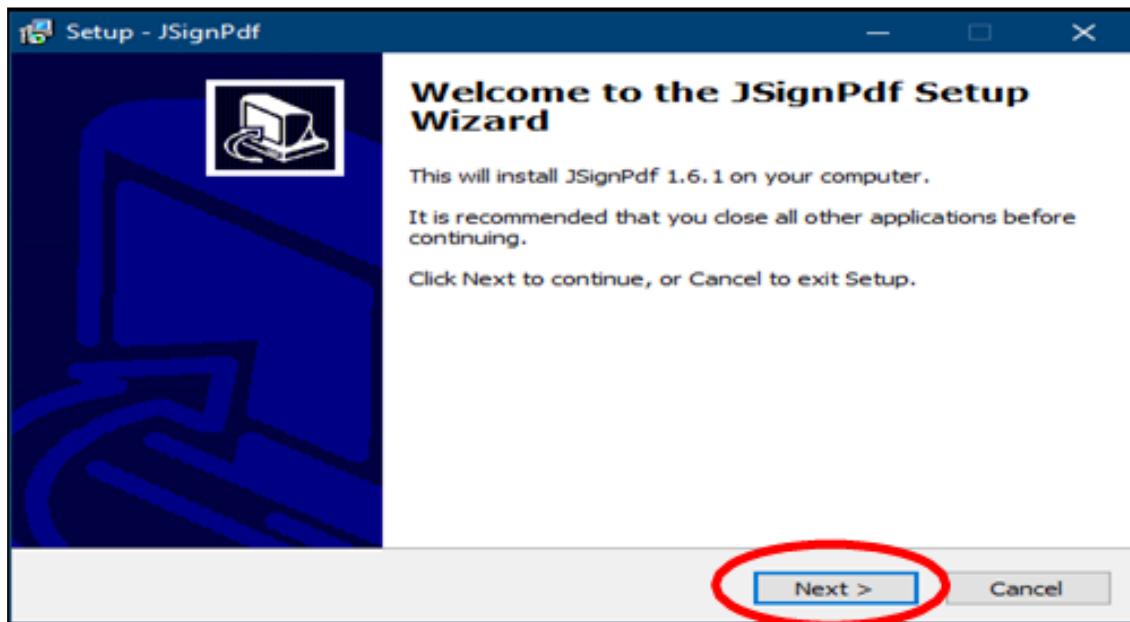 Setup - JSignPdf
Welcome to the JSignPdf Setup
Wizard
This will install JSignPdf 1.6.1 on your computer.
It is recommended that you close all other applications before
continuing.
Click Next to continue, or Cancel to exit Setup.
Next >
Cancel